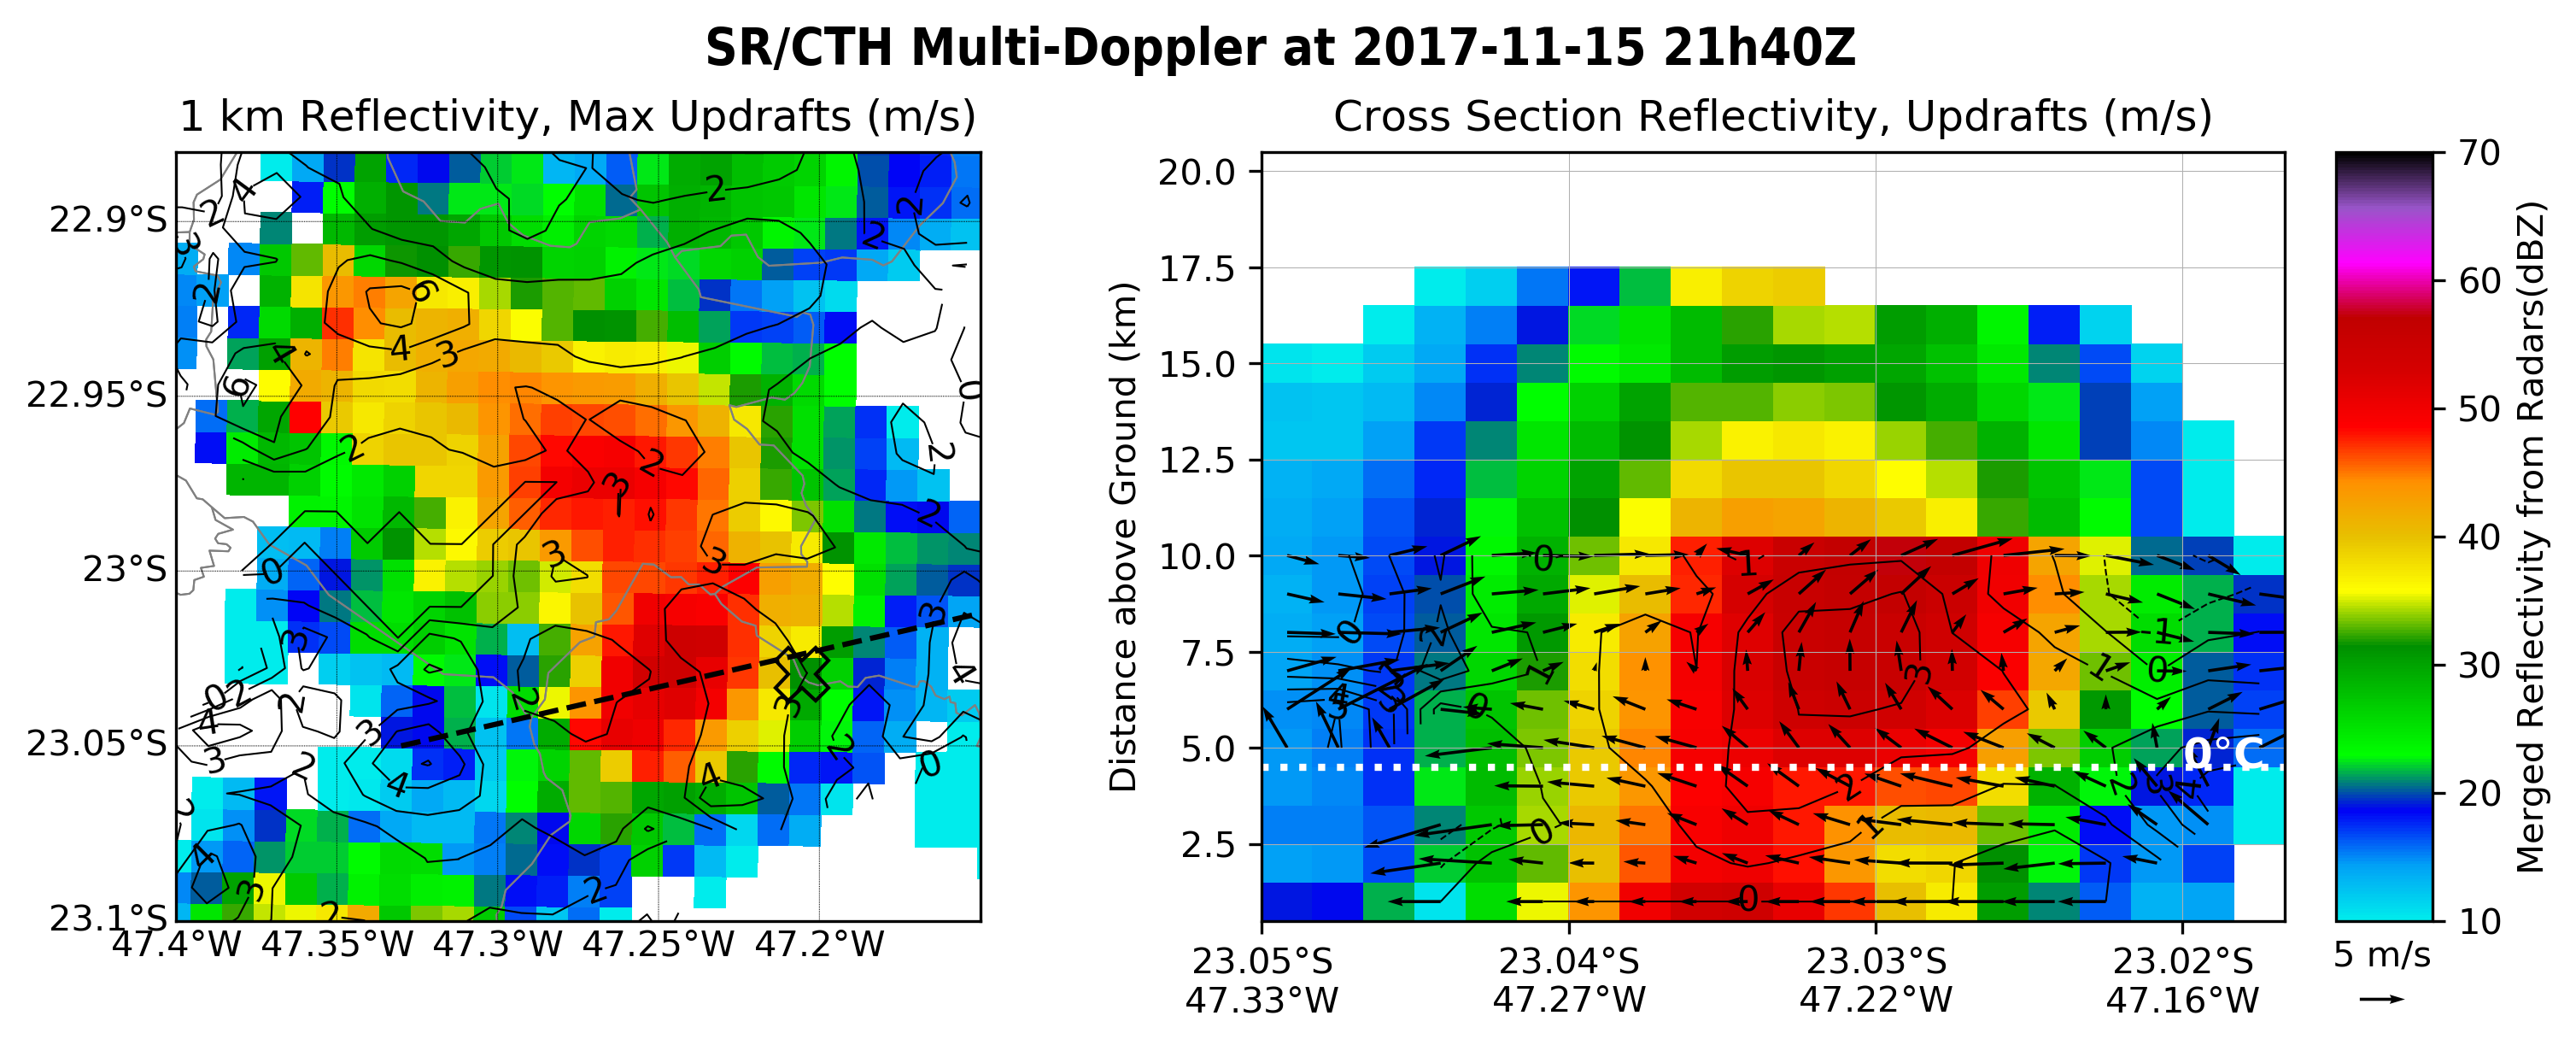 SR/CTH Multi-Doppler at 2017-11-15 21h40Z
1 km Reflectivity, Max Updrafts (m/s)
22.9°S
22.95°S
23°S
23.05°S
23.1°S
47.4°W 47.35°W 47.3°W 47.25°W 47.2°W
Cross Section Reflectivity, Updrafts (m/s)
Distance above Ground (km)
20.0
17.5
15.0
12.5
10.0
7.5
5.0
2.5
0°C
23.05°S 23.04°S 23.03°S 23.02°S
47.33°W 47.27°W 47.22°W 47.16°W
70
60
50
40
30
20
10
Merged Reflectivity from Radars(dBZ)
5 m/s